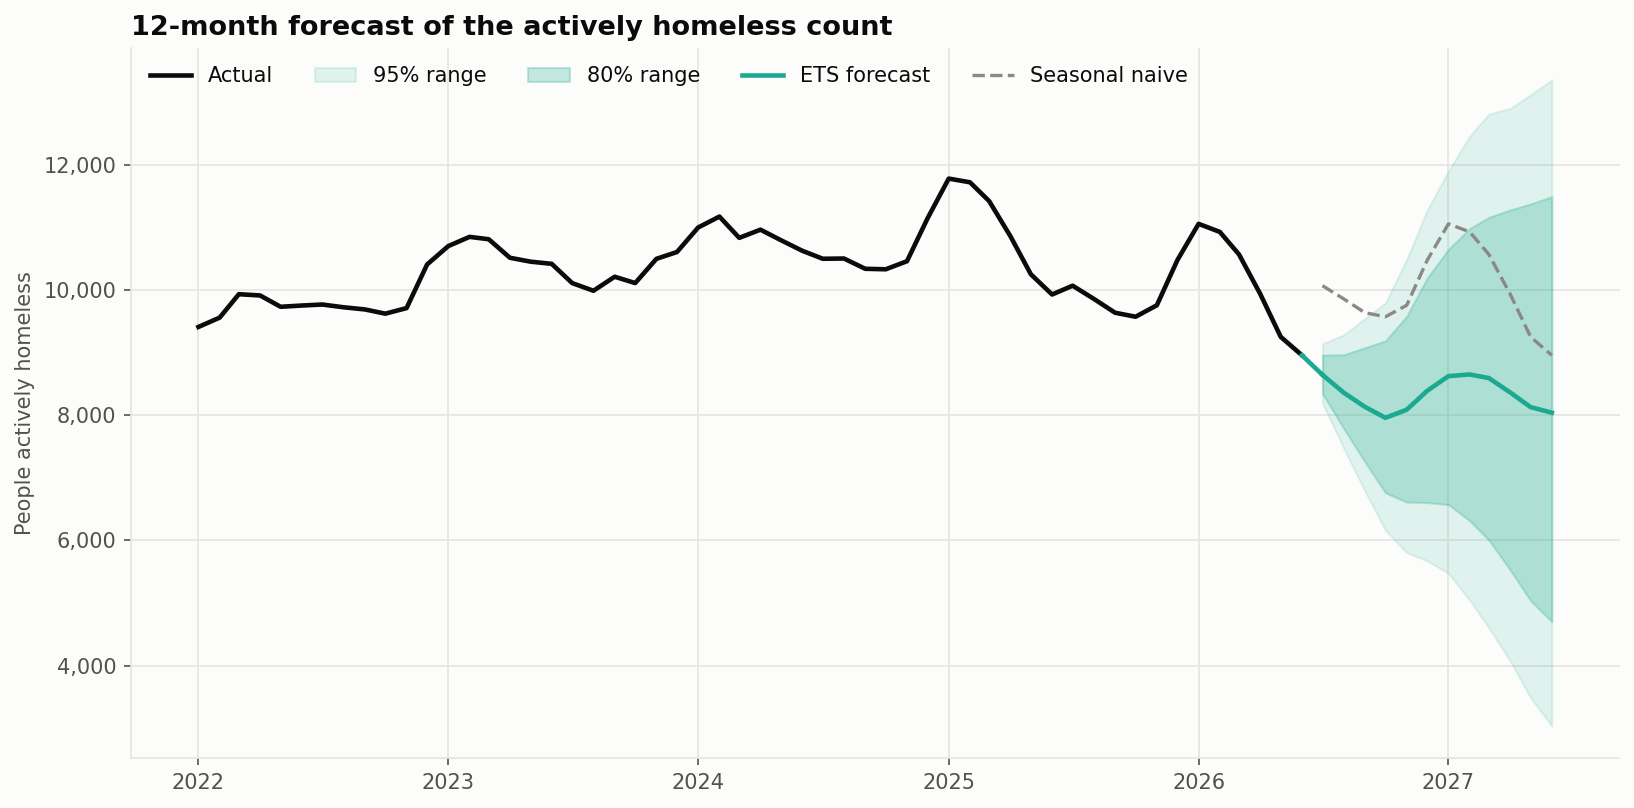 12-month forecast of the actively homeless count
Actual
95% range
80% range
ETS forecast
Seasonal naive
People actively homeless
12,000
10,000
8,000
6,000
4,000
2022
2023
2024
2025
2026
2027